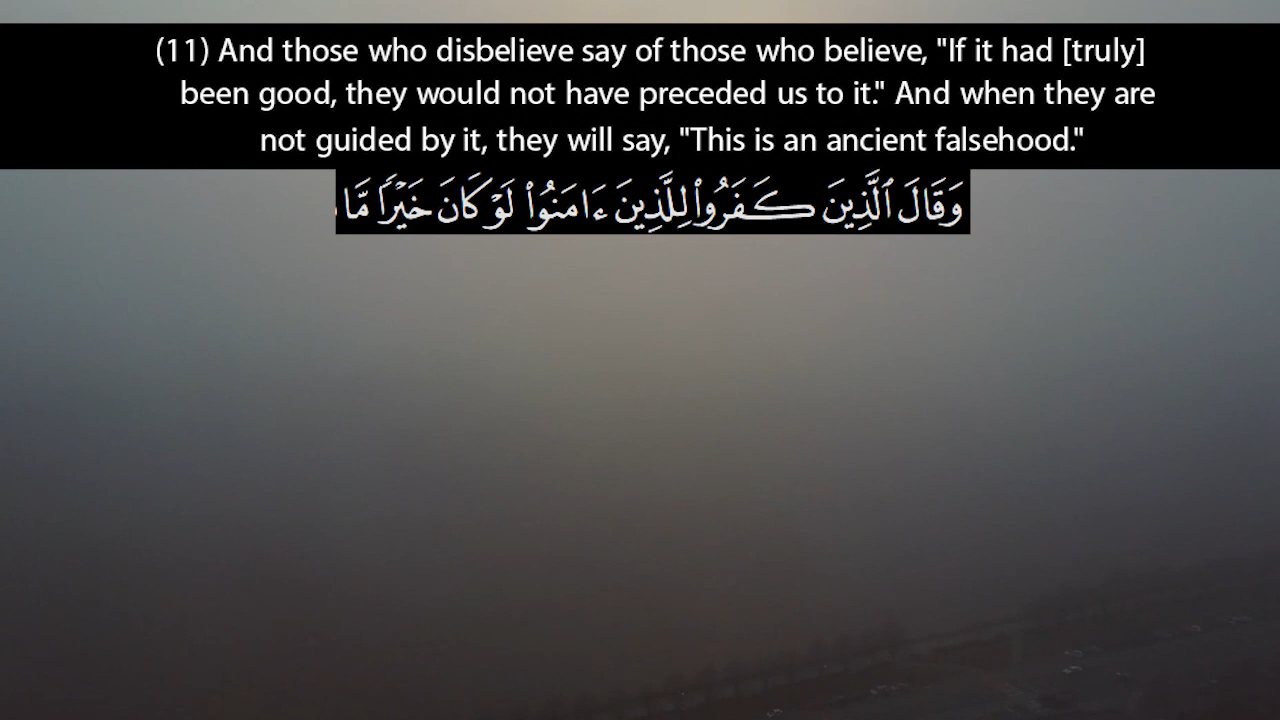 (11) And those who disbelieve say of those who believe, "If it had [truly]
been good, they would not have preceded us to it." And when they are
not guided by it, they will say, "This is an ancient falsehood."
وَقَالَ ٱلَّذِينَ كَفَرُوا۟ لِلَّذِينَ ءَامَنُوا۟ لَوْ كَانَ خَيْرًا مَّا